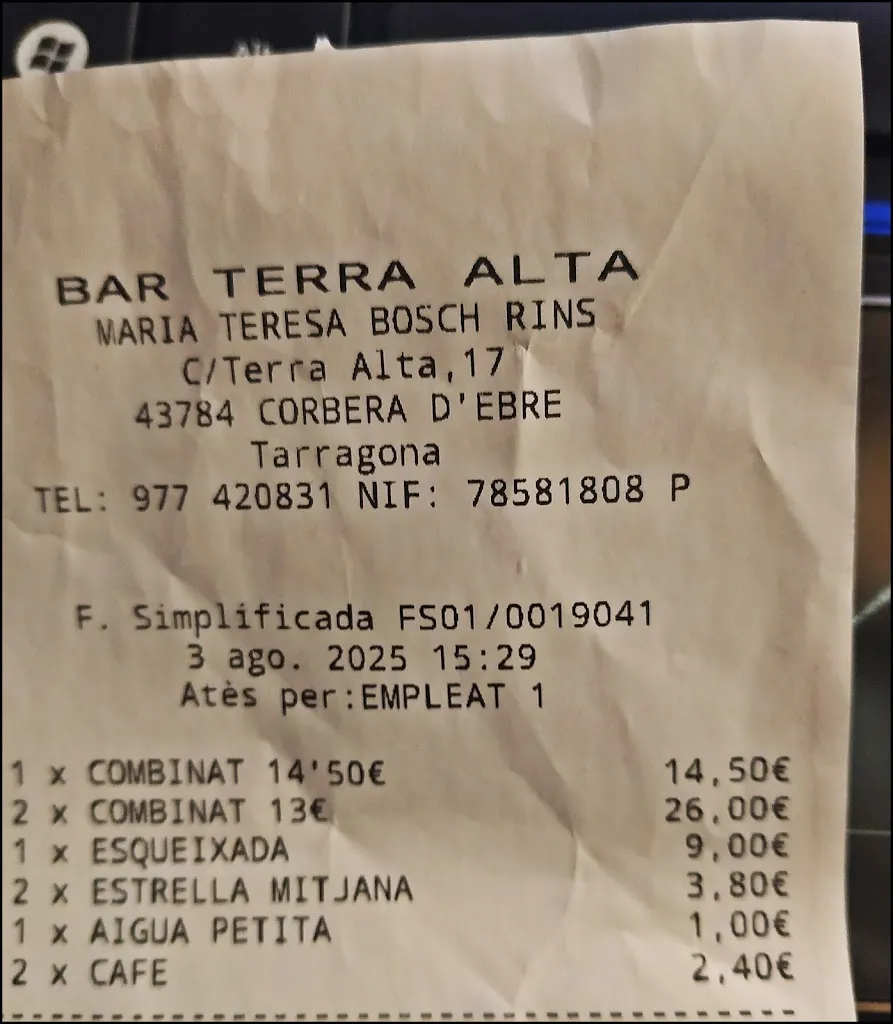 BAR TERRA ALTA
MARIA TERESA BOSCH RINS
C/Terra Alta,17
43784 CORBERA D'EBRE
Tarragona
TEL: 977 420831 NIF: 78581808 P
F. Simplificada FS01/0019041
3 ago. 2025 15:29
Atès per:EMPLEAT 1
1 x COMBINAT 14'50€ 14,50€
2 x COMBINAT 13€ 26,00€
1 x ESQUEIXADA 9,00€
2 x ESTRELLA MITJANA 3,80€
1 x AIGUA PETITA 1,00€
2 x CAFE 2,40€